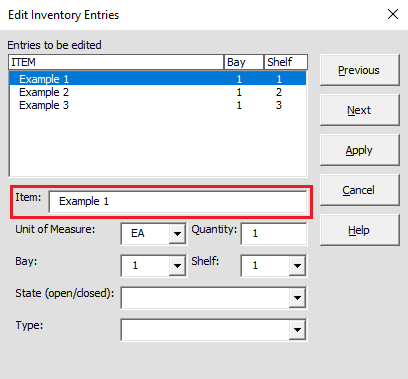 Edit Inventory Entries
Entries to be edited
ITEM Bay Shelf
Example 1 1 1
Example 2 1 2
Example 3 1 3
Previous
Next
Apply
Cancel
Help
Item: Example 1
Unit of Measure: EA Quantity: 1
Bay: 1 Shelf: 1
State (open/closed):
Type: